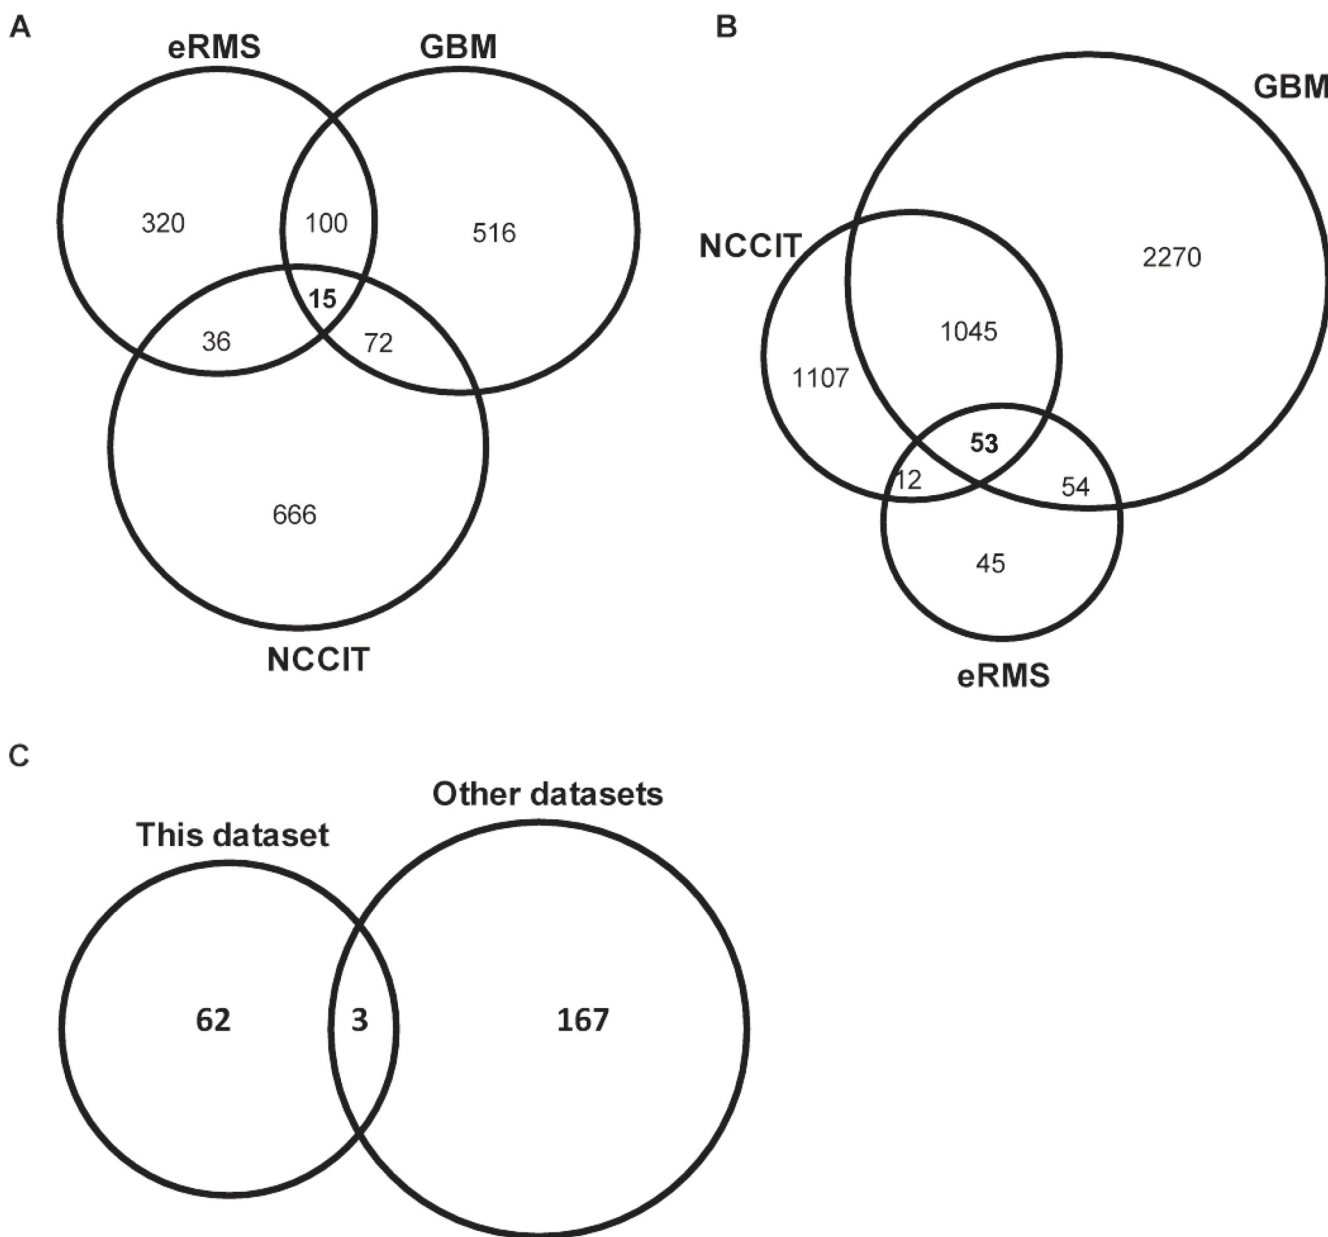 A
eRMS
GBM
320
100
516
15
36
72
666
NCCIT
B
GBM
NCCIT
2270
1045
1107
53
12
54
45
eRMS
C
Other datasets
This dataset
62
3
167